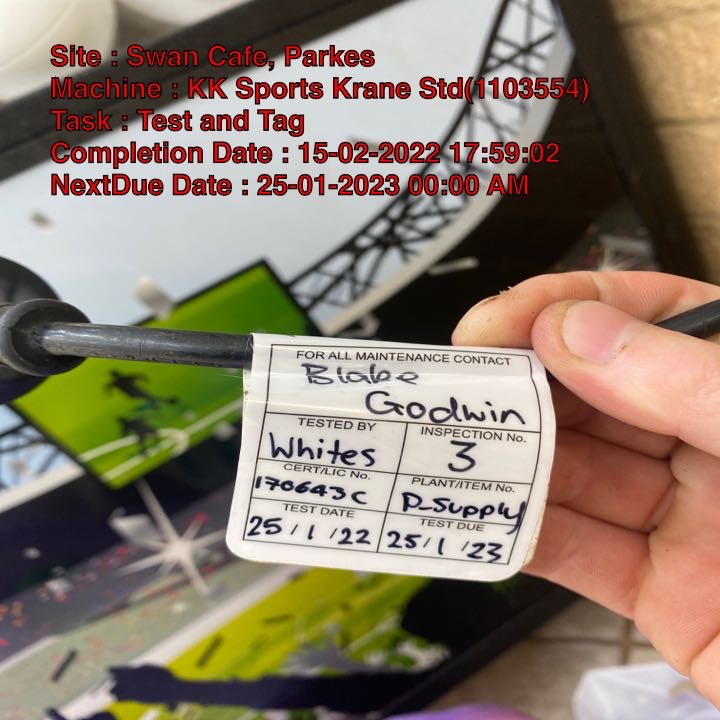 Site : Swan Cafe, Parkes
Machine : KK Sports Krane Std(1103554)
Task : Test and Tag
Completion Date : 15-02-2022 17:59:02
NextDue Date : 25-01-2023 00:00 AM
FOR ALL MAINTENANCE CONTACT
Blake
Godwin
TESTED BY
Whites
INSPECTION No.
3
CERT/LIC No.
170643C
PLANT/ITEM No.
P-Supply
TEST DATE
25/1/22
TEST DUE
25/1/23